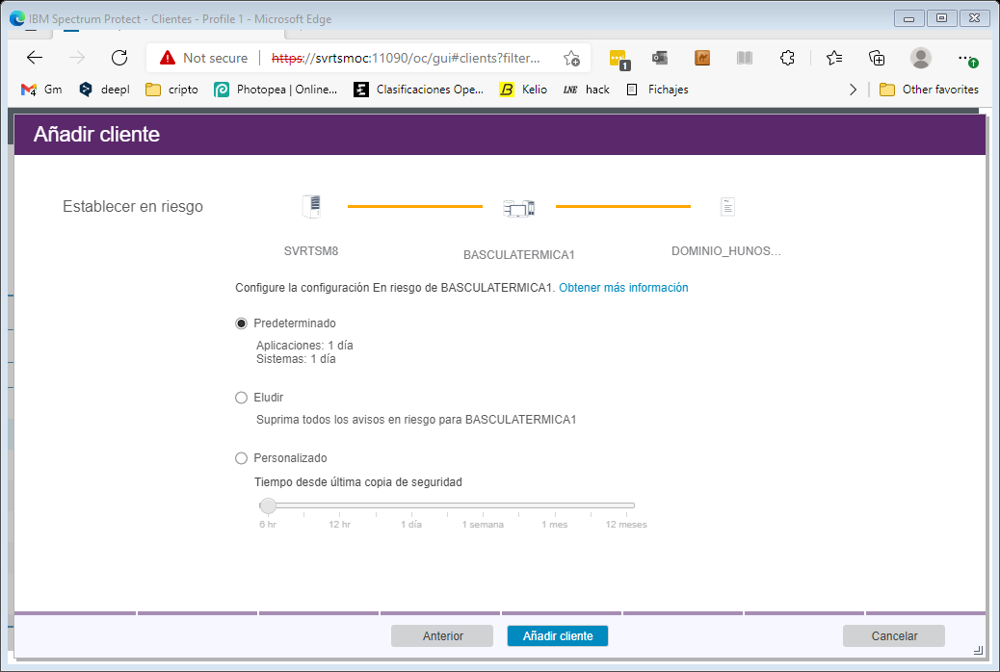 IBM Spectrum Protect - Clientes - Profile 1 - Microsoft Edge
Not secure https://svrtsmoc:11090/oc/gui#clients?filter... 1
Gm deepl cripto Photopea | Online... Clasificaciones Ope... Kelio LNE hack Fichajes Other favorites
Añadir cliente
Establecer en riesgo
SVRTSM8 BASCULATERMICA1 DOMINIO_HUNOS...
Configure la configuración En riesgo de BASCULATERMICA1. Obtener más información
Predeterminado
Aplicaciones: 1 día
Sistemas: 1 día
Eludir
Suprima todos los avisos en riesgo para BASCULATERMICA1
Personalizado
Tiempo desde última copia de seguridad
6 hr 12 hr 1 día 1 semana 1 mes 12 meses
Anterior Añadir cliente Cancelar